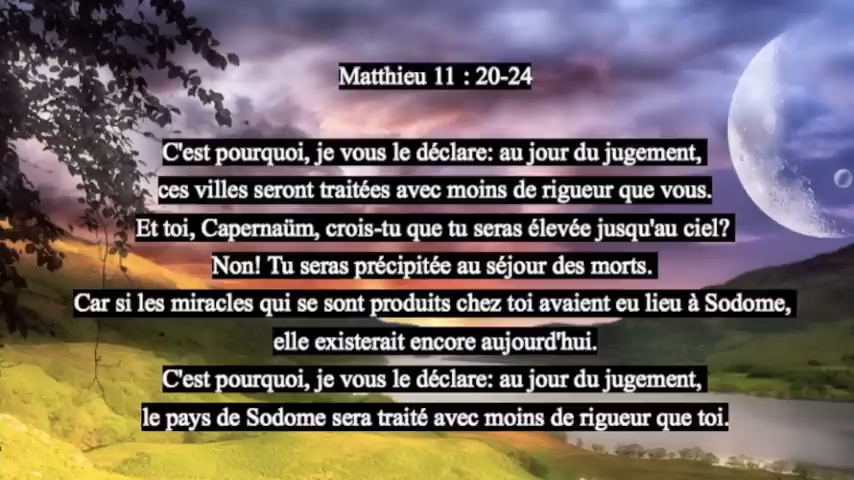 Matthieu 11 : 20-24
C'est pourquoi, je vous le déclare: au jour du jugement,
ces villes seront traitées avec moins de rigueur que vous.
Et toi, Capernaüm, crois-tu que tu seras élevée jusqu'au ciel?
Non! Tu seras précipitée au séjour des morts.
Car si les miracles qui se sont produits chez toi avaient eu lieu à Sodome,
elle existerait encore aujourd'hui.
C'est pourquoi, je vous le déclare: au jour du jugement,
le pays de Sodome sera traité avec moins de rigueur que toi.